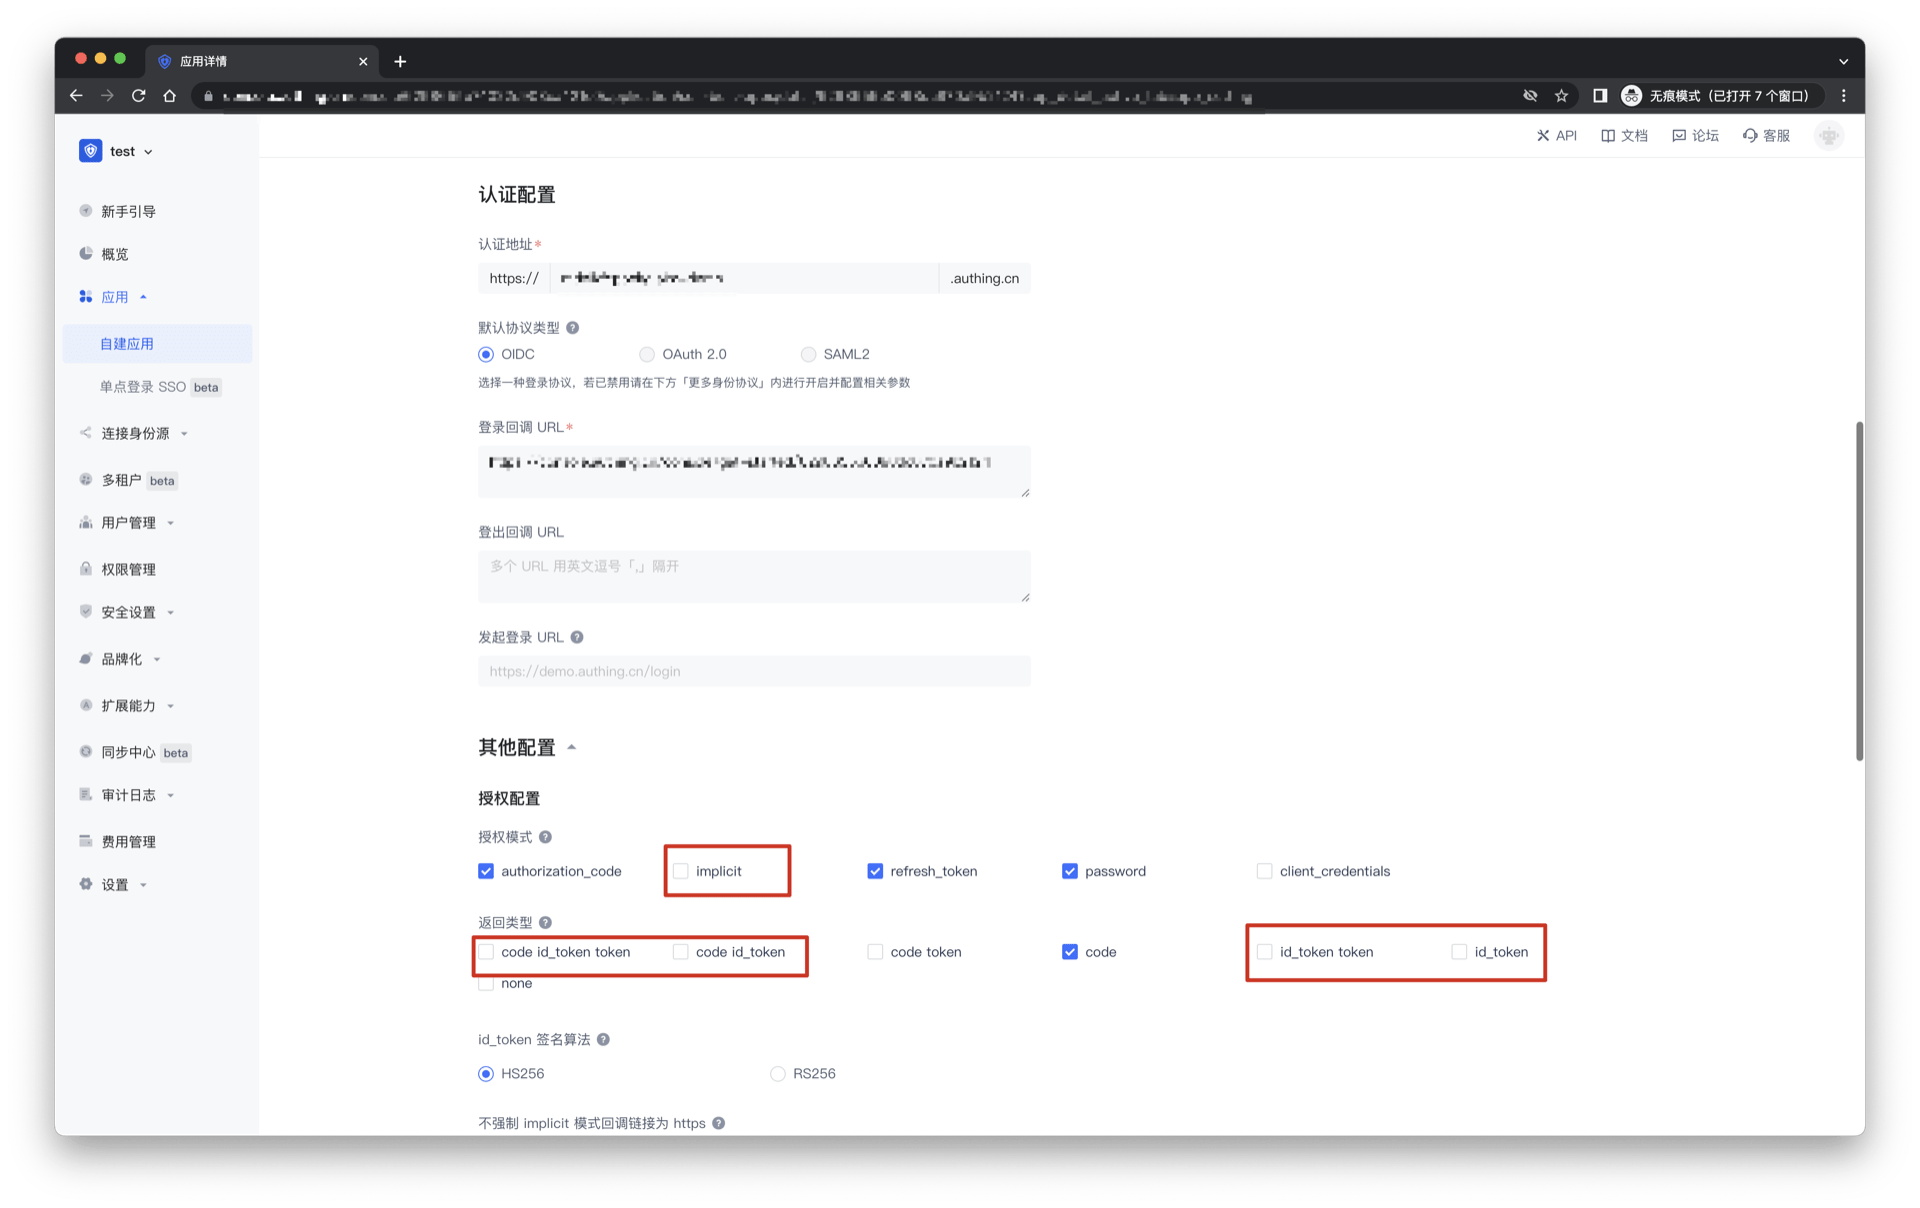 应用详情
无痕模式（已打开 7 个窗口）
test
API
文档
论坛
客服
新手引导
概览
应用
自建应用
单点登录 SSO beta
连接身份源
多租户 beta
用户管理
权限管理
安全设置
品牌化
扩展能力
同步中心 beta
审计日志
费用管理
设置
认证配置
认证地址*
https://
.authing.cn
默认协议类型 ?
OIDC OAuth 2.0 SAML2
选择一种登录协议，若已禁用请在下方「更多身份协议」内进行开启并配置相关参数
登录回调 URL*
登出回调 URL
多个 URL 用英文逗号「,」隔开
发起登录 URL ?
https://demo.authing.cn/login
其他配置
授权配置
授权模式 ?
authorization_code implicit refresh_token password client_credentials
返回类型 ?
code id_token token code id_token code token code id_token token id_token
none
id_token 签名算法 ?
HS256 RS256
不强制 implicit 模式回调链接为 https ?